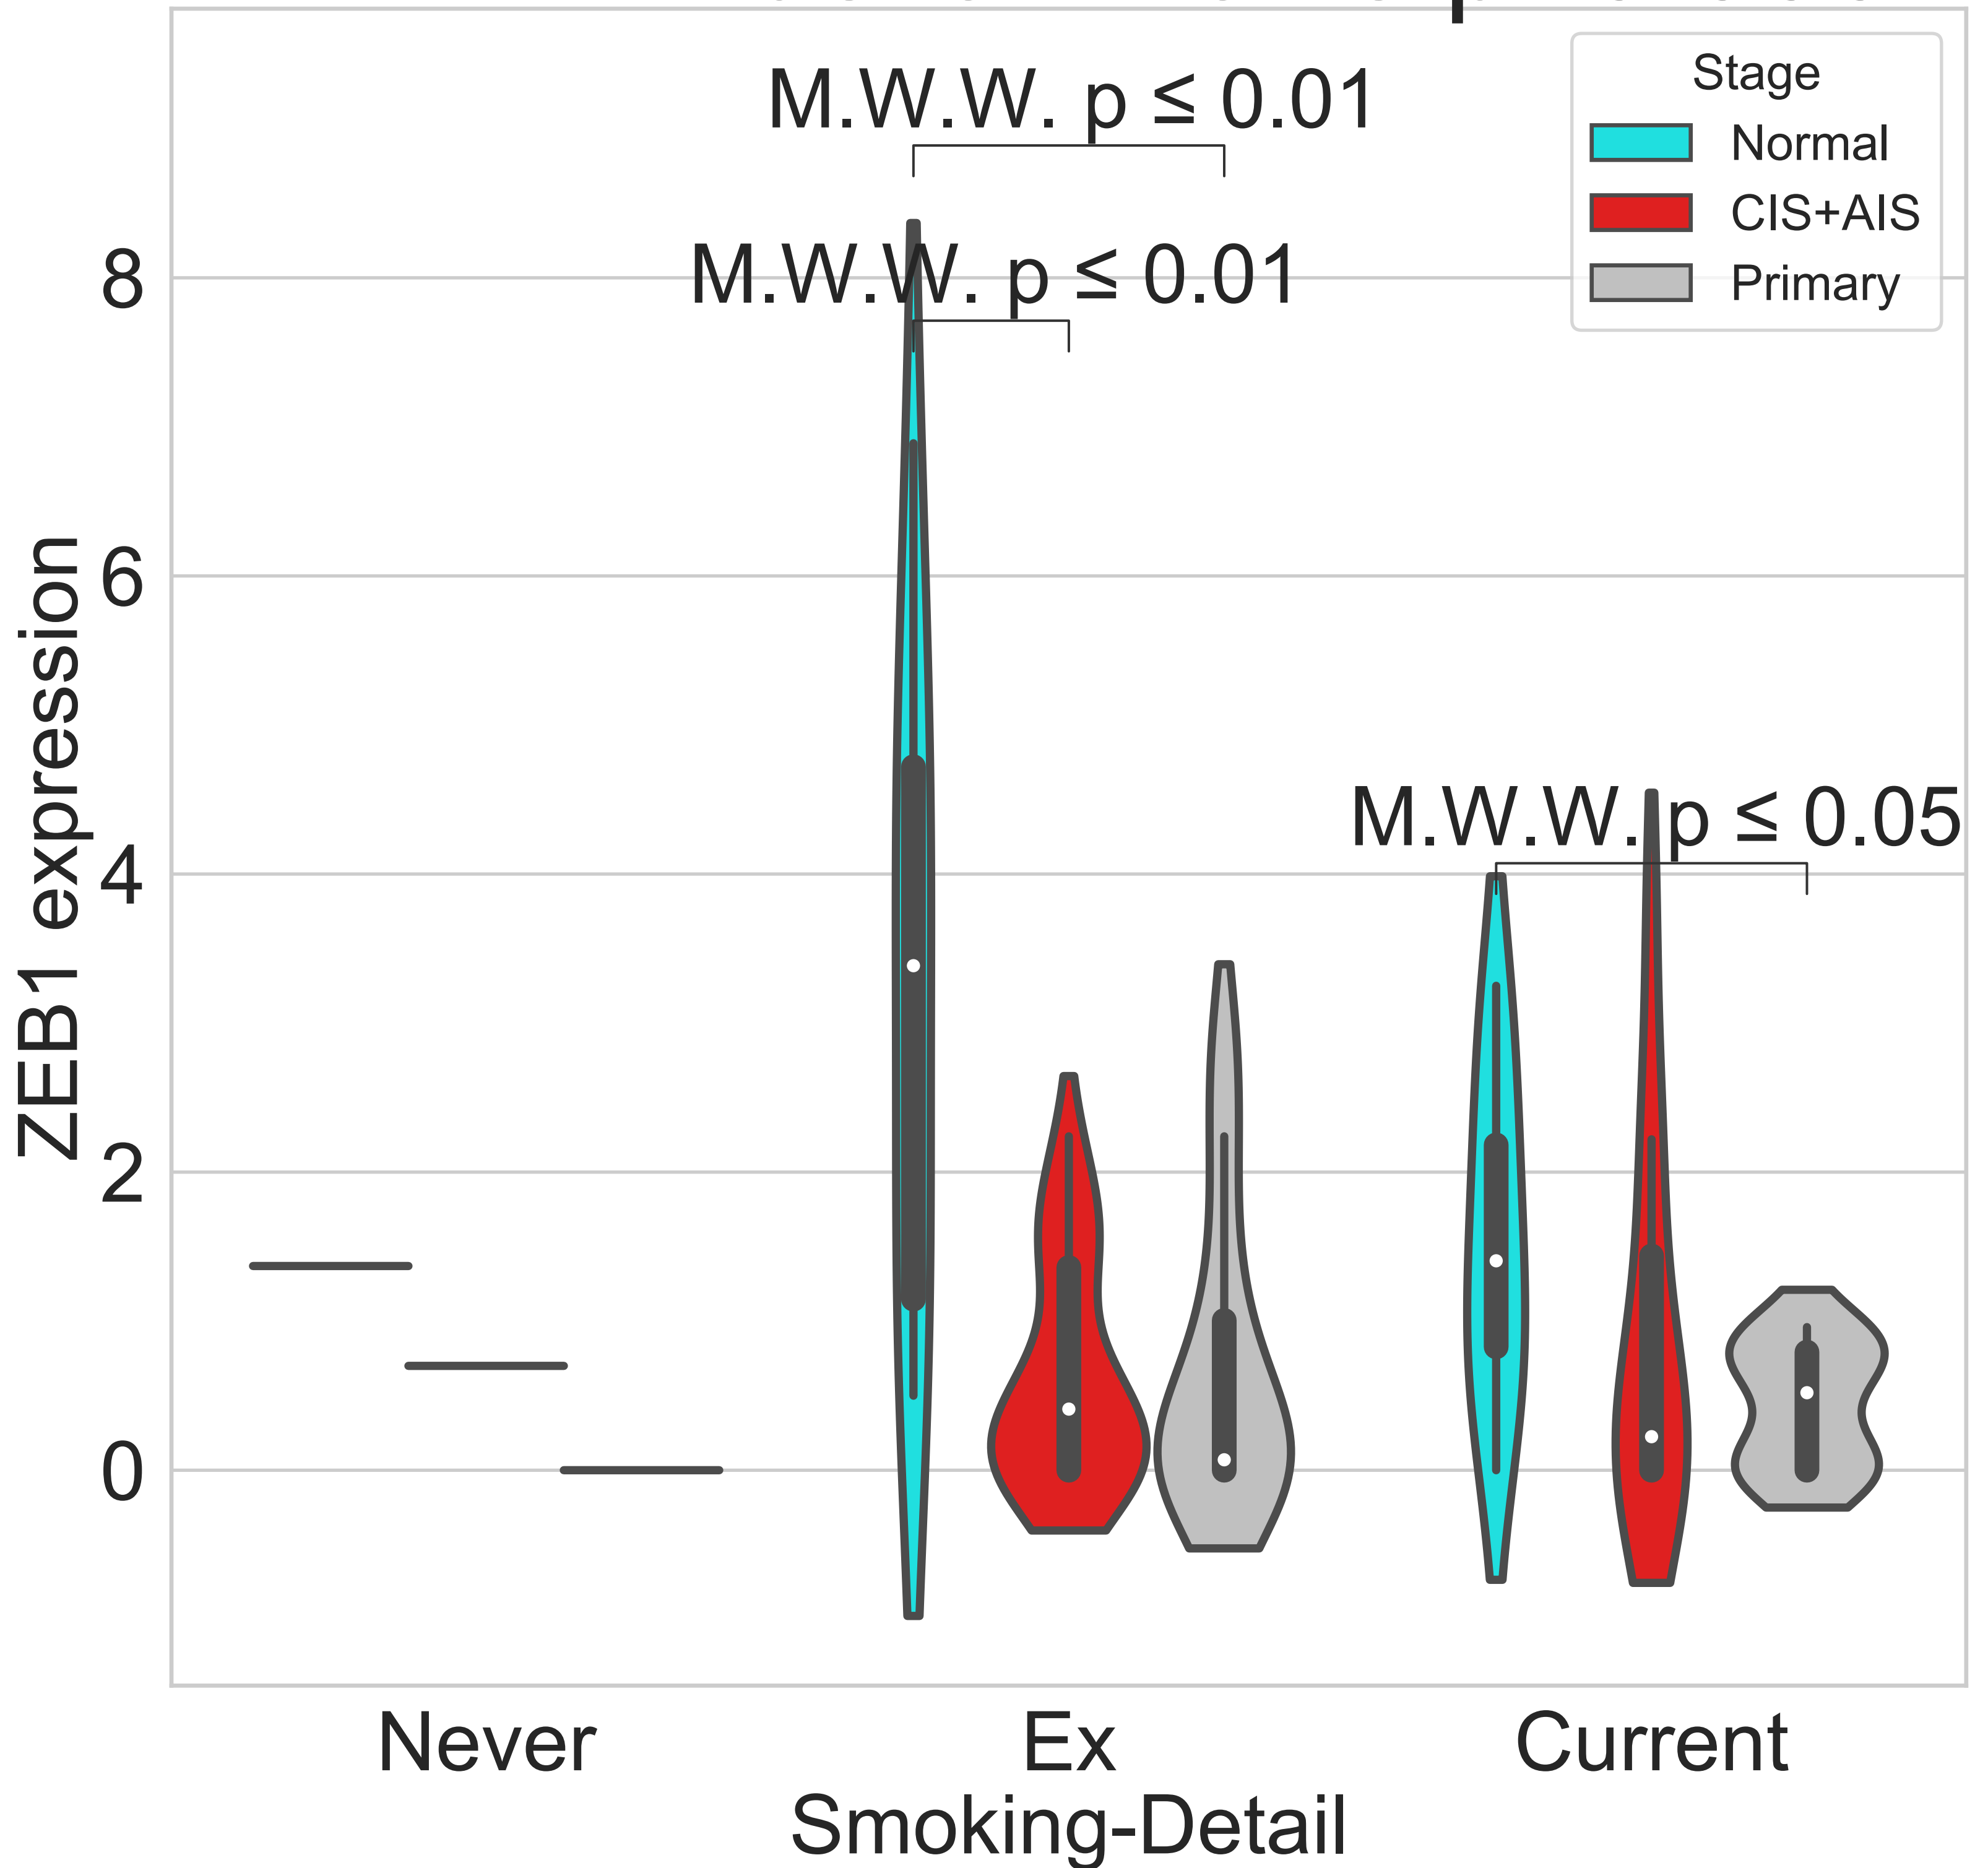 M.W.W. p ≤ 0.01
Stage
Normal
CIS+AIS
Primary
M.W.W. p ≤ 0.01
8
6
4
2
0
ZEB1 expression
M.W.W. p ≤ 0.05
Never
Ex
Current
Smoking-Detail